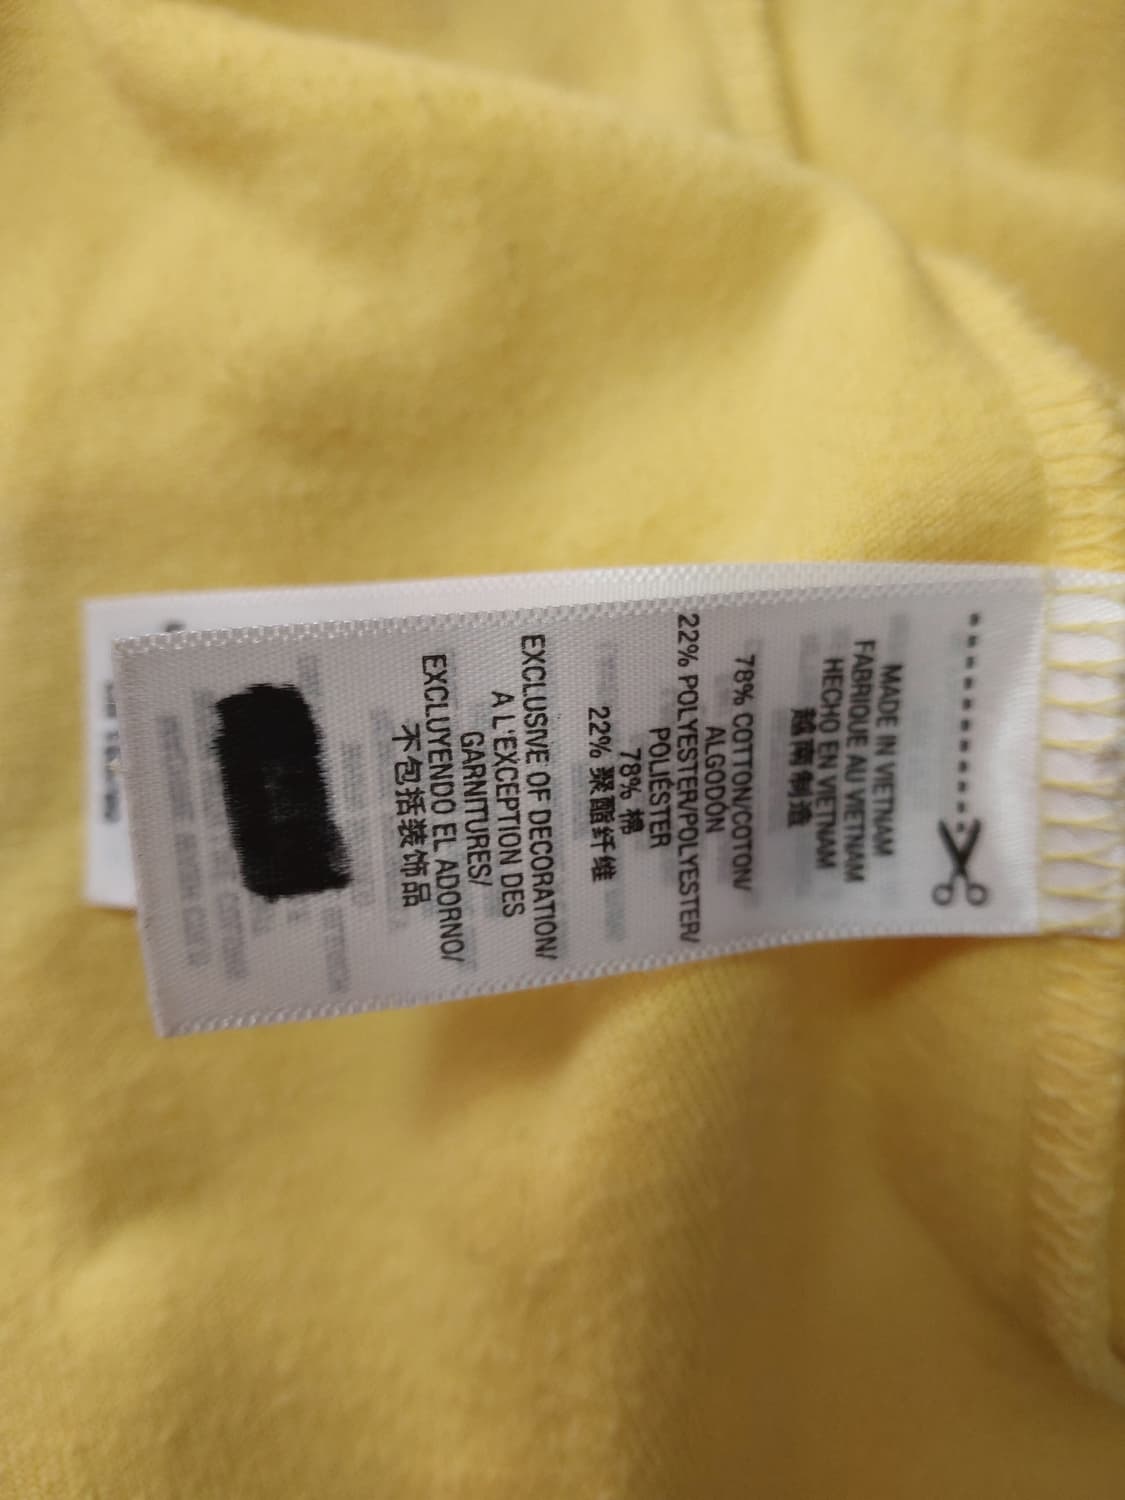 MADE IN VIETNAM
FABRIQUE AU VIETNAM
HECHO EN VIETNAM
越南制造
78% COTTON/COTON/
ALGODÓN
22% POLYESTER/POLYESTER/
POLIÉSTER
78% 棉
22% 聚酯纤维
EXCLUSIVE OF DECORATION/
A L'EXCEPTION DES
GARNITURES/
EXCLUYENDO EL ADORNO/
不包括装饰品